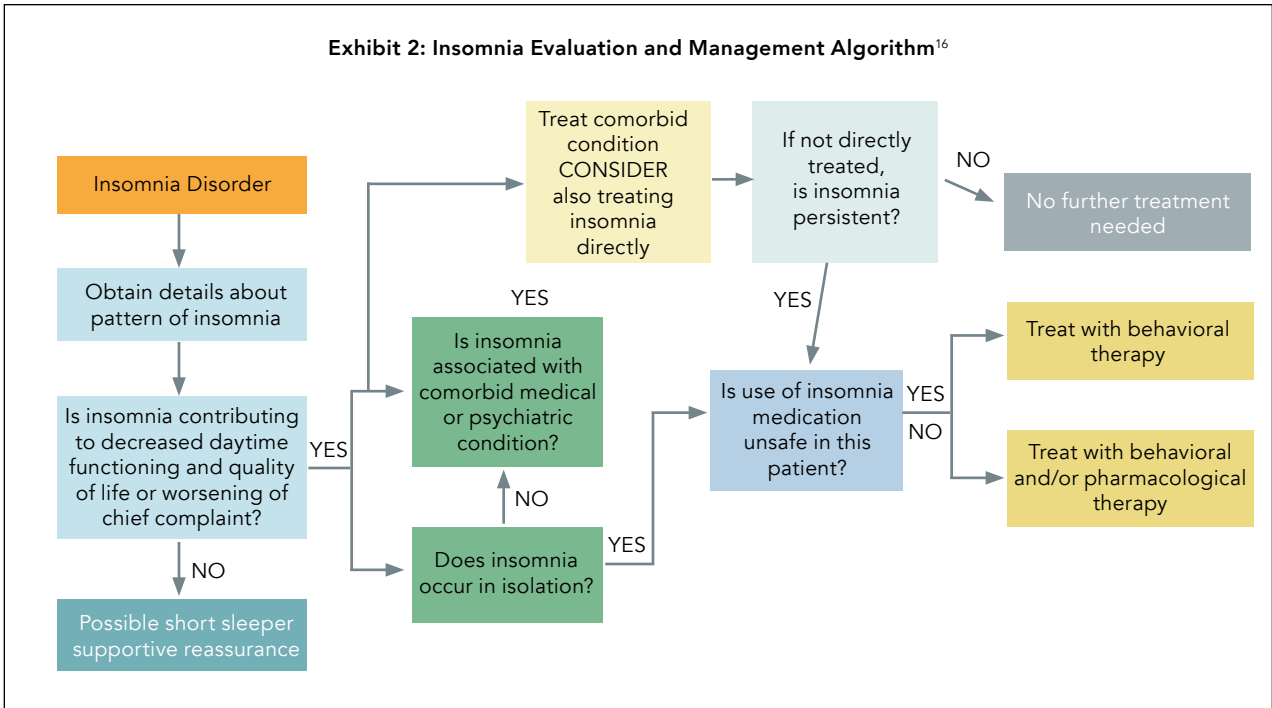 Exhibit 2: Insomnia Evaluation and Management Algorithm16
Insomnia Disorder
Obtain details about
pattern of insomnia
Is insomnia contributing
to decreased daytime
functioning and quality
of life or worsening of
chief complaint?
YES
NO
Possible short sleeper
supportive reassurance
Treat comorbid
condition
CONSIDER
also treating
insomnia
directly
YES
Is insomnia
associated with
comorbid medical
or psychiatric
condition?
NO
Does insomnia
occur in isolation?
YES
If not directly
treated,
is insomnia
persistent?
NO
No further treatment
needed
YES
Is use of insomnia
medication
unsafe in this
patient?
YES
NO
Treat with behavioral
therapy
Treat with behavioral
and/or pharmacological
therapy